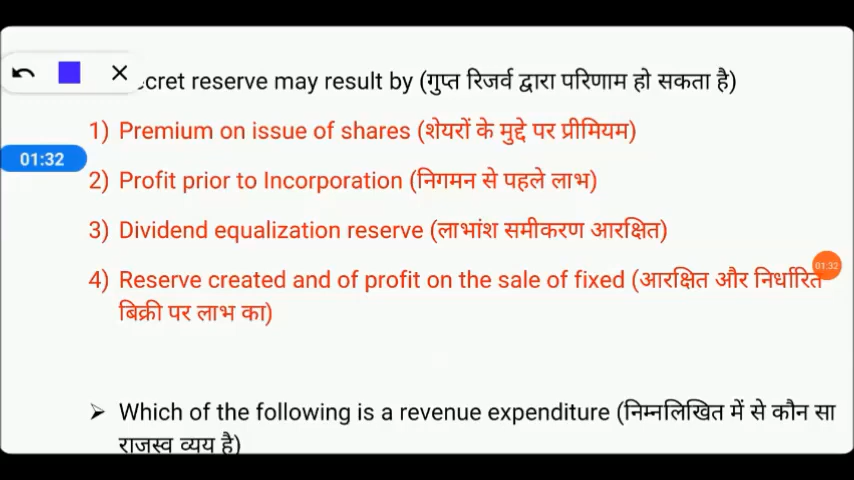 reserve may result by (गुप्त रिजर्व द्वारा परिणाम हो सकता है)
1) Premium on issue of shares (शेयरों के मुद्दे पर प्रीमियम)
01:32
2) Profit prior to Incorporation (निगमन से पहले लाभ)
3) Dividend equalization reserve (लाभांश समीकरण आरक्षित)
01:32
4) Reserve created and of profit on the sale of fixed (आरक्षित और निर्धारित
बिक्री पर लाभ का)
➢ Which of the following is a revenue expenditure (निम्नलिखित में से कौन सा
राजस्व व्यय है)